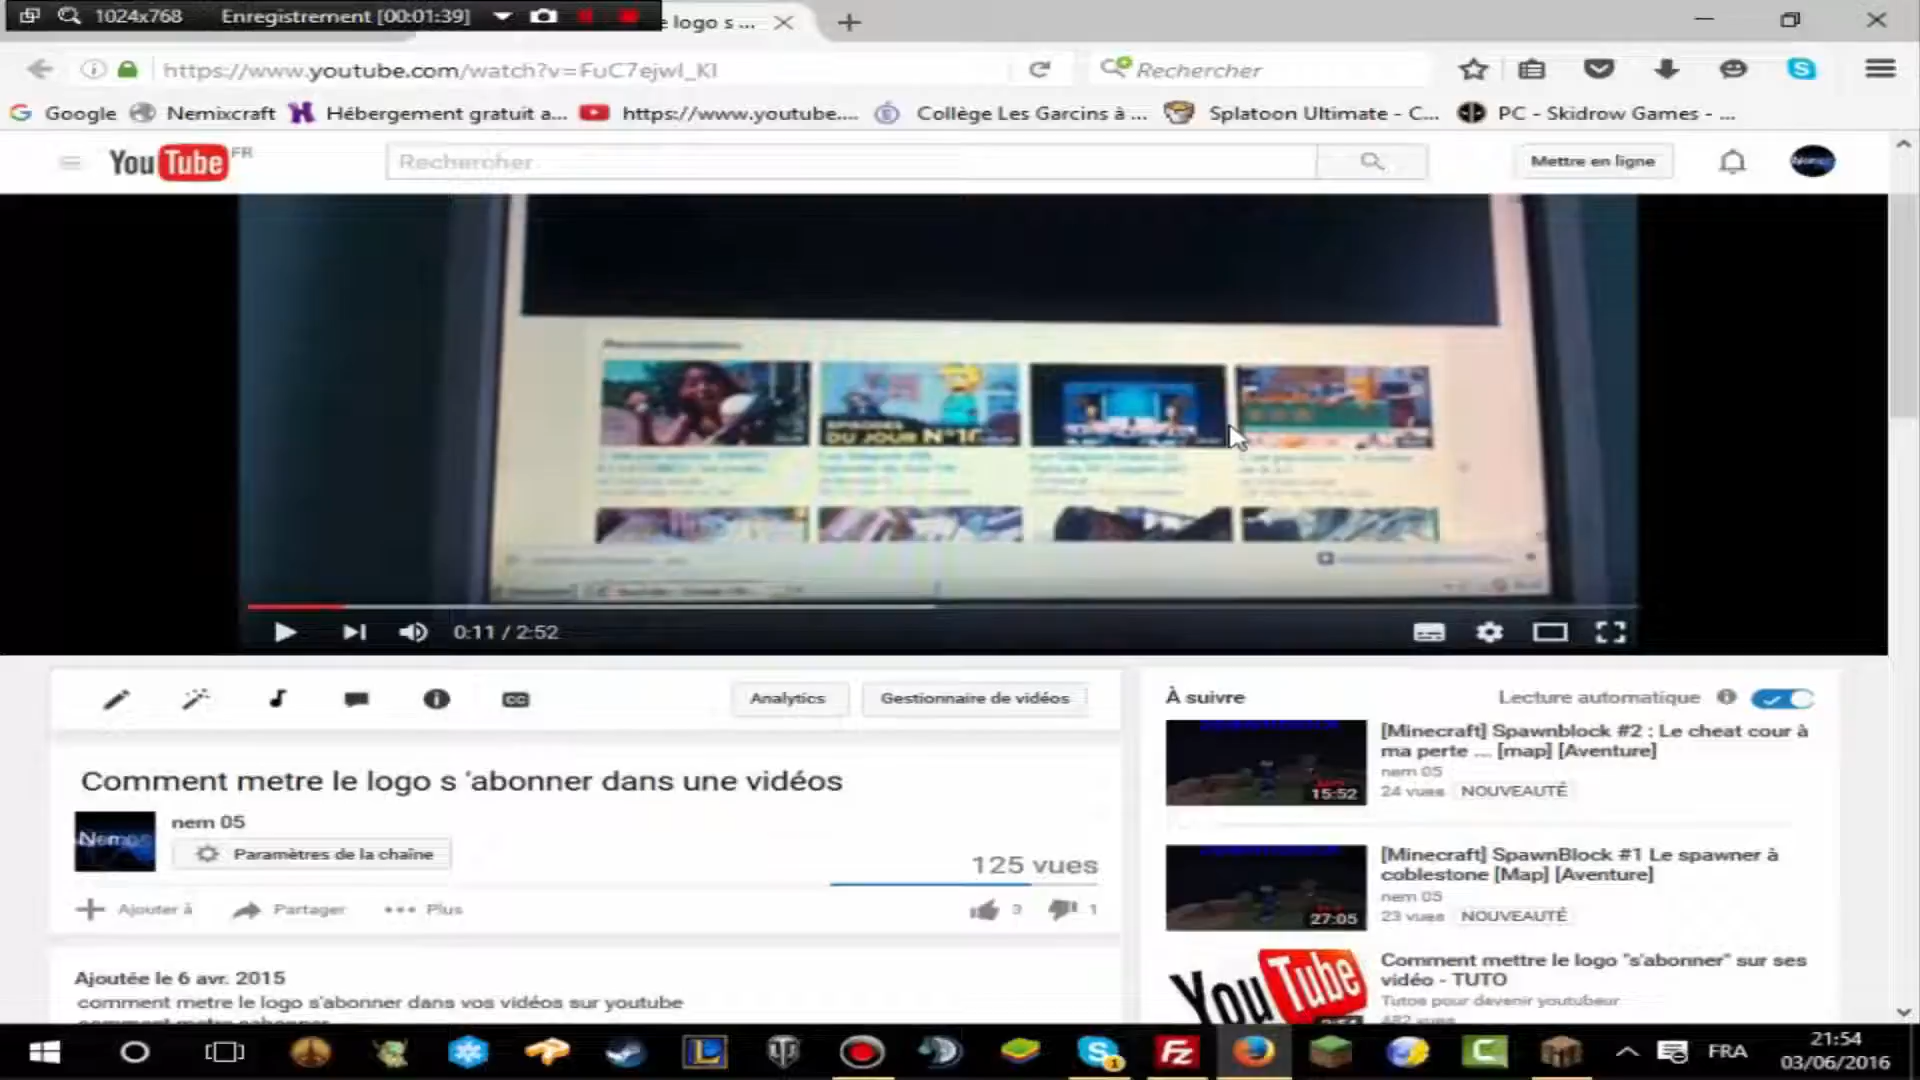 1024x768 Enregistrement [00:01:39]
logo s ...
https://www.youtube.com/watch?v=FuC7ejwl_KI
Rechercher
Google Nemixcraft Hébergement gratuit a... https://www.youtube.... Collège Les Garcins à ... Splatoon Ultimate - C... PC - Skidrow Games - ...
YouTube FR
Rechercher
Mettre en ligne
EPISODES
DU JOUR
0:11 / 2:52
Analytics
Gestionnaire de vidéos
Comment metre le logo s 'abonner dans une vidéos
nem 05
Paramètres de la chaîne
125 vues
Ajouter à Partager Plus
3 1
Ajoutée le 6 avr. 2015
comment metre le logo s'abonner dans vos vidéos sur youtube
À suivre
Lecture automatique
[Minecraft] Spawnblock #2 : Le cheat cour à
ma perte ... [map] [Aventure]
nem 05
24 vues NOUVEAUTÉ
15:52
[Minecraft] SpawnBlock #1 Le spawner à
coblestone [Map] [Aventure]
nem 05
23 vues NOUVEAUTÉ
27:05
YouTube
Comment mettre le logo "s'abonner" sur ses
vidéo - TUTO
Tutos pour devenir youtubeur
482 vues
FRA
21:54
03/06/2016